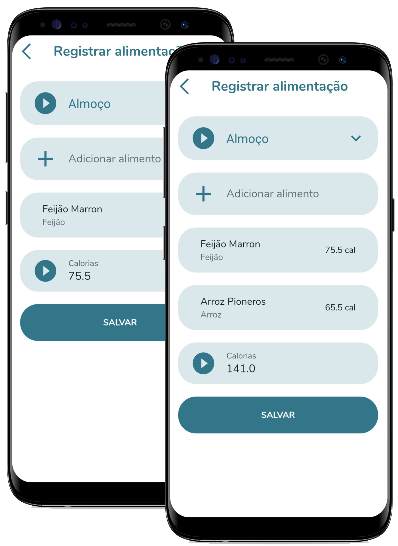 Registrar alimentaç
Almoço
Adicionar alimento
Feijão Marron
Feijão
Calorias
75.5
SALVAR
Registrar alimentação
Almoço
Adicionar alimento
Feijão Marron
Feijão
75.5 cal
Arroz Pioneros
Arroz
65.5 cal
Calorias
141.0
SALVAR